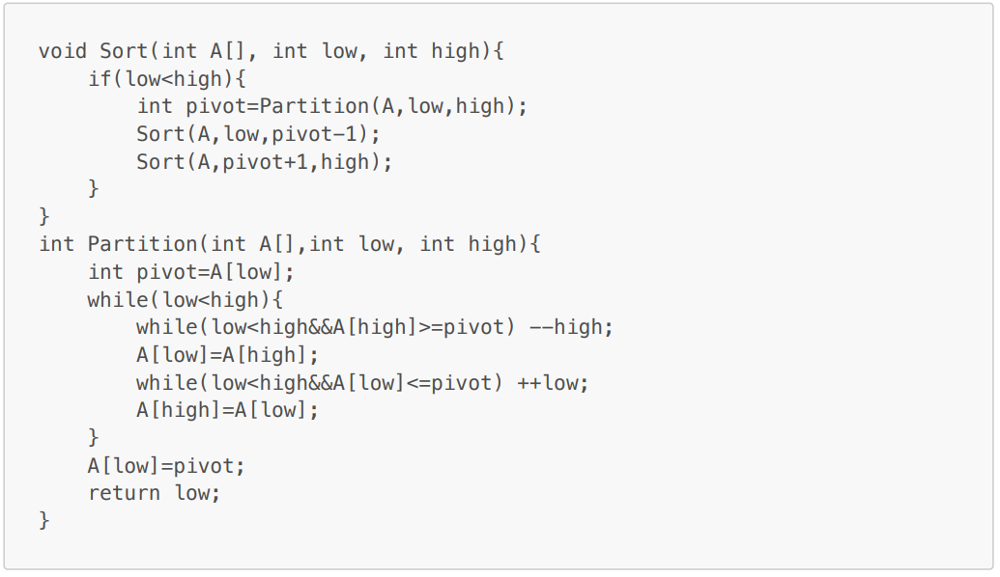 void Sort(int A[], int low, int high){
    if(low<high){
        int pivot=Partition(A,low,high);
        Sort(A,low,pivot-1);
        Sort(A,pivot+1,high);
    }
}
int Partition(int A[],int low, int high){
    int pivot=A[low];
    while(low<high){
        while(low<high&&A[high]>=pivot) --high;
        A[low]=A[high];
        while(low<high&&A[low]<=pivot) ++low;
        A[high]=A[low];
    }
    A[low]=pivot;
    return low;
}